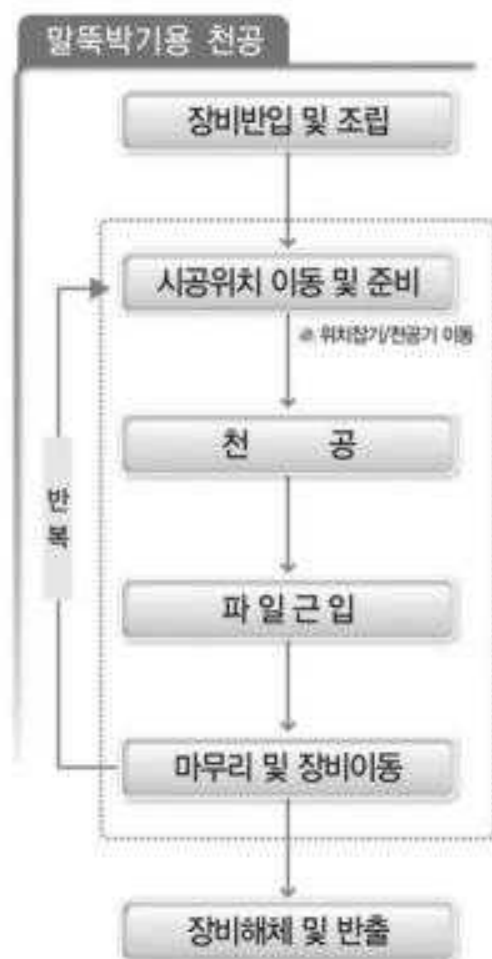 말뚝박기용 천공
장비반입 및 조립
시공위치 이동 및 준비
※ 위치잡기/천공기 이동
천 공
반복
파일근입
마무리 및 장비이동
장비해체 및 반출